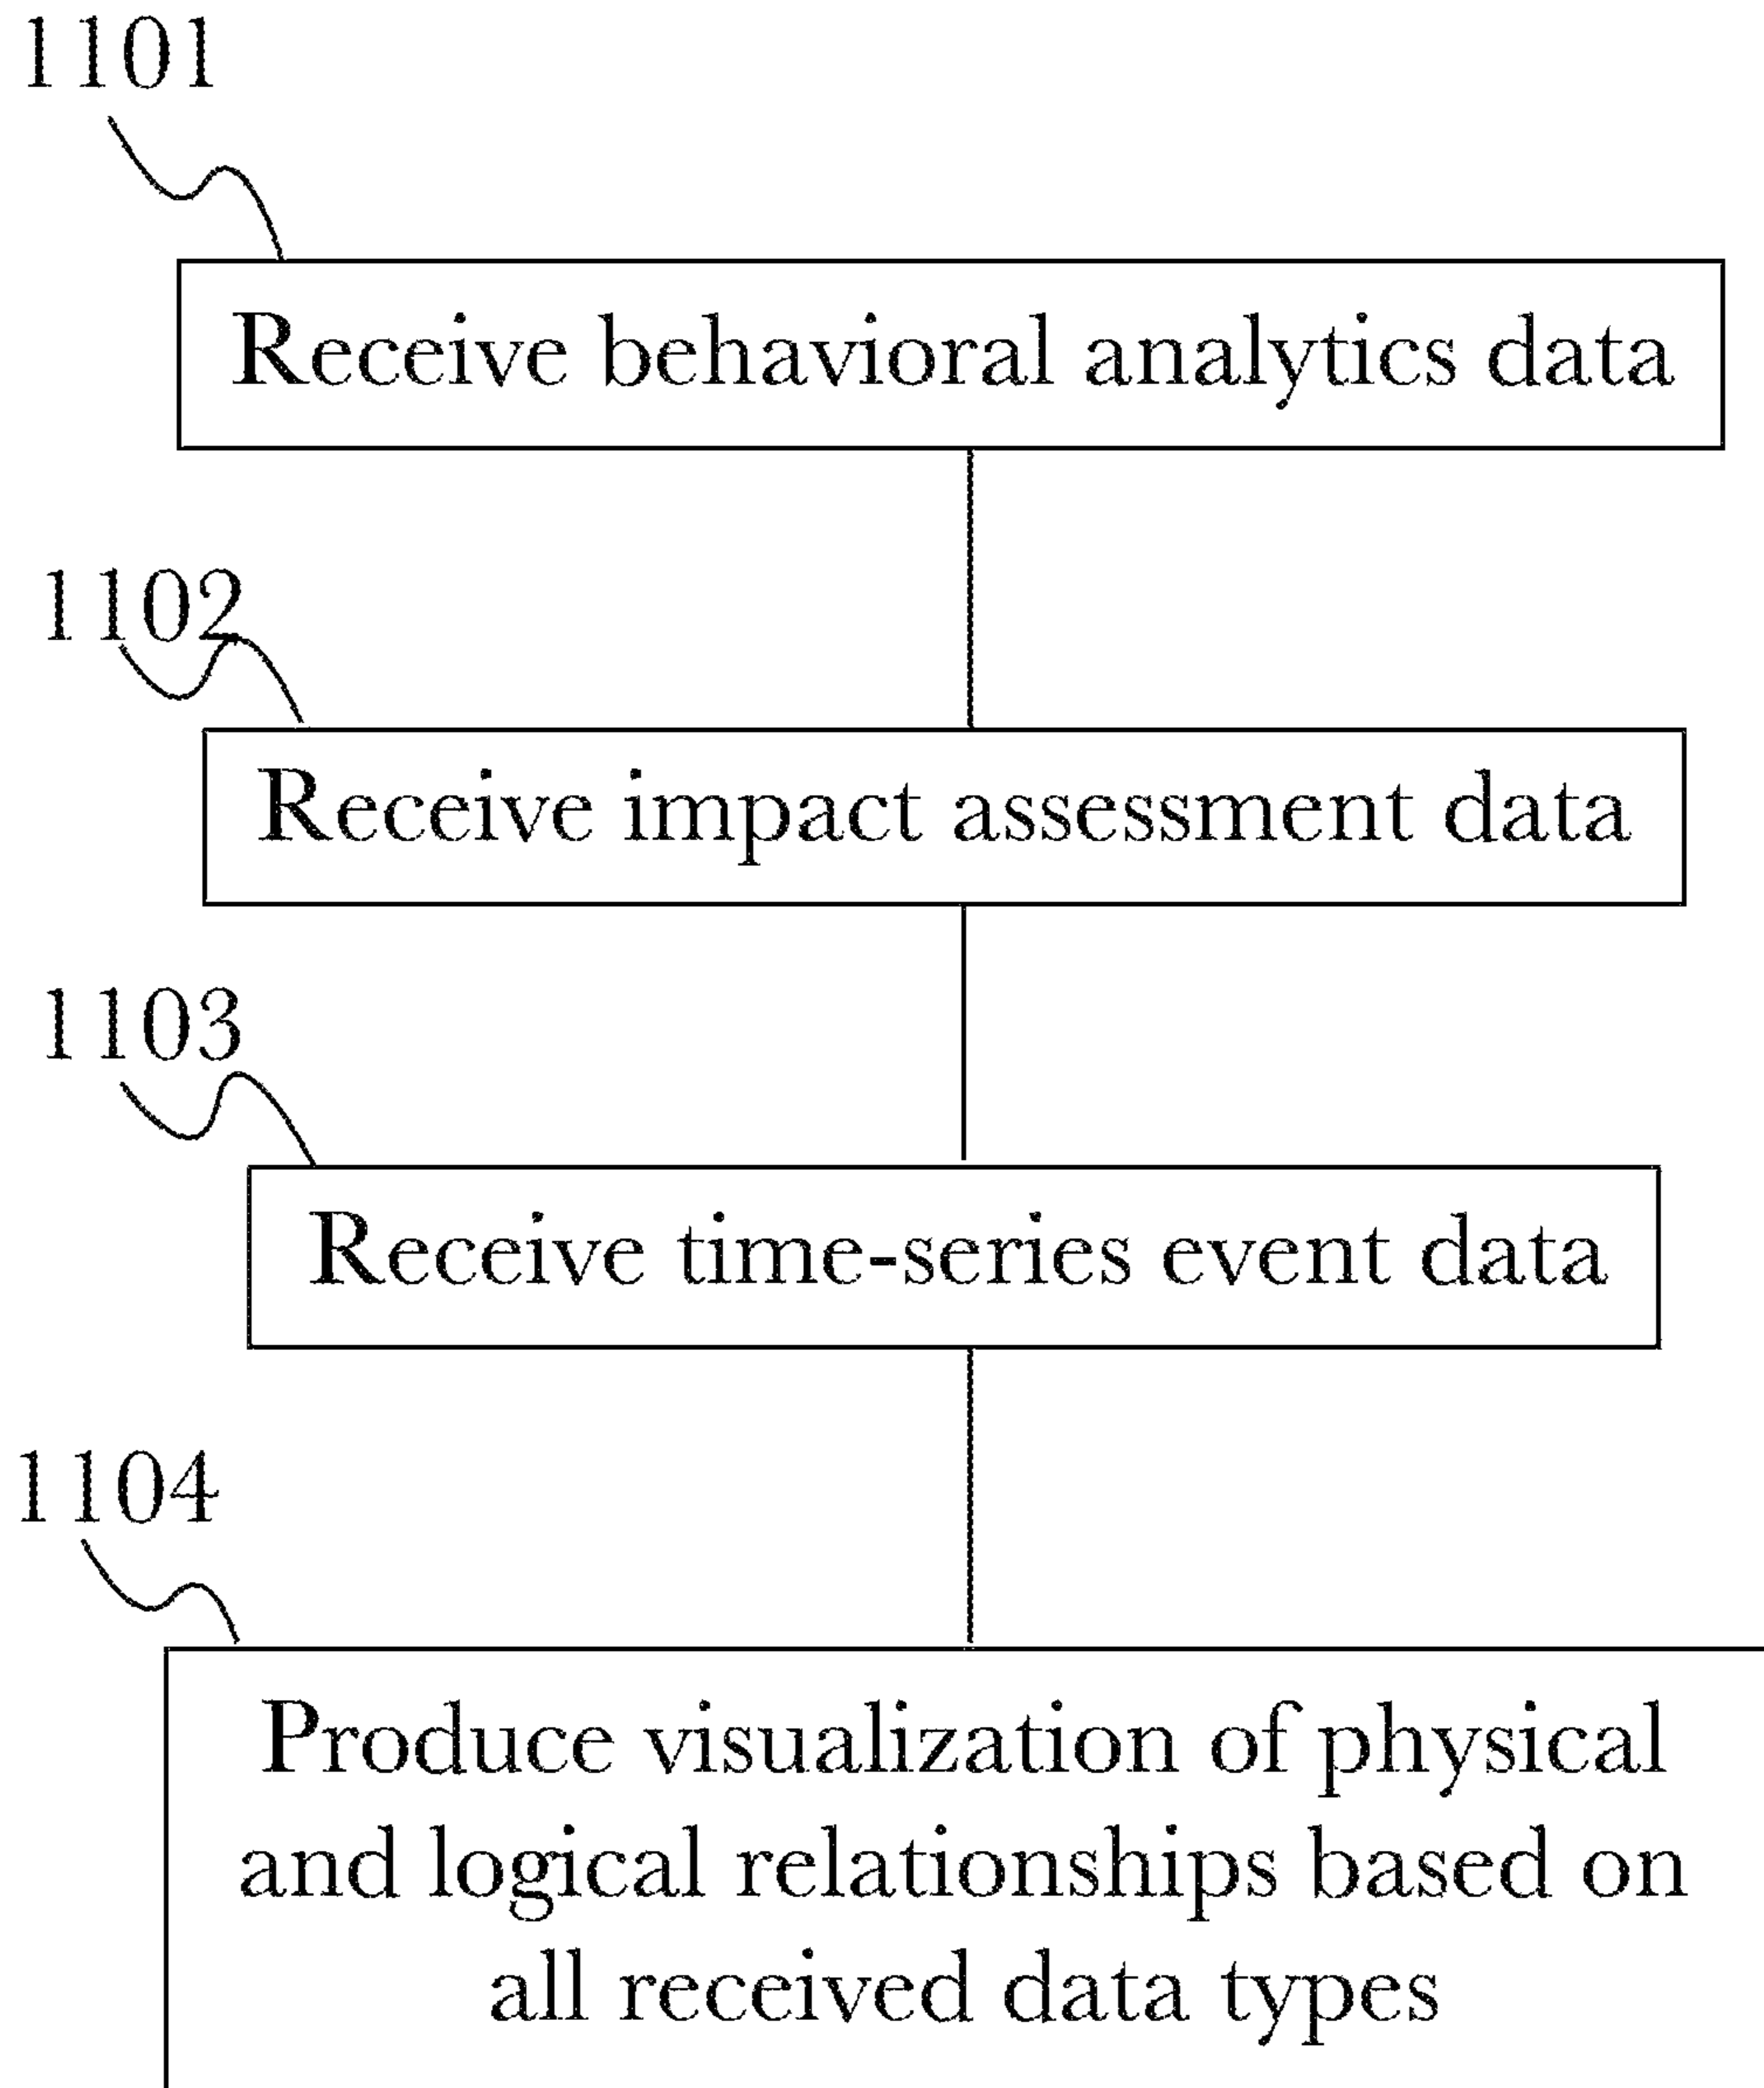 1101
Receive behavioral analytics data
1102
Receive impact assessment data
1103
Receive time-series event data
1104
Produce visualization of physical
and logical relationships based on
all received data types